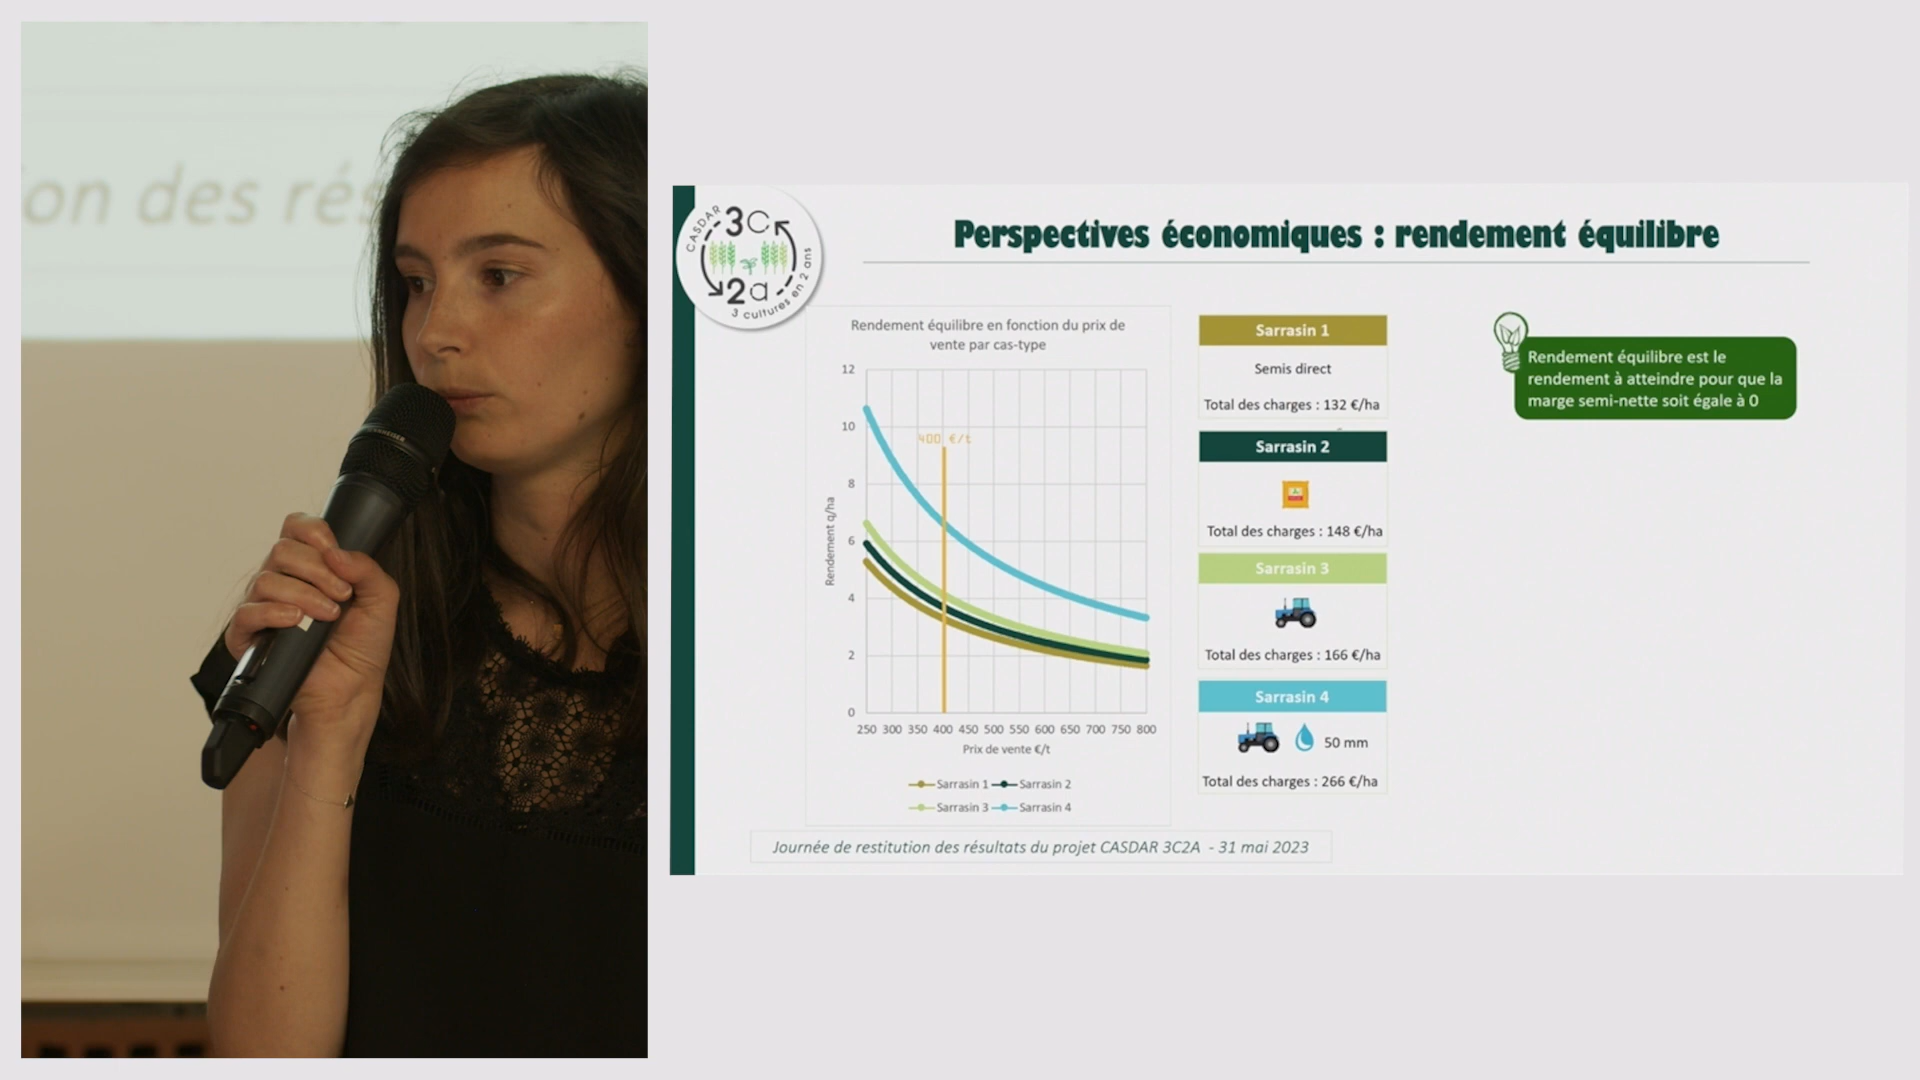 on des rés
CASDAR
3C
2a
3 cultures en 2 ans
Perspectives économiques : rendement équilibre
Rendement équilibre en fonction du prix de
vente par cas-type
12
10
8
6
4
2
0
Rendement q/ha
400 €/t
250 300 350 400 450 500 550 600 650 700 750 800
Prix de vente €/t
Sarrasin 1 Sarrasin 2
Sarrasin 3 Sarrasin 4
Sarrasin 1
Semis direct
Total des charges : 132 €/ha
Sarrasin 2
Total des charges : 148 €/ha
Sarrasin 3
Total des charges : 166 €/ha
Sarrasin 4
50 mm
Total des charges : 266 €/ha
Rendement équilibre est le
rendement à atteindre pour que la
marge semi-nette soit égale à 0
Journée de restitution des résultats du projet CASDAR 3C2A - 31 mai 2023
SENNHEISER